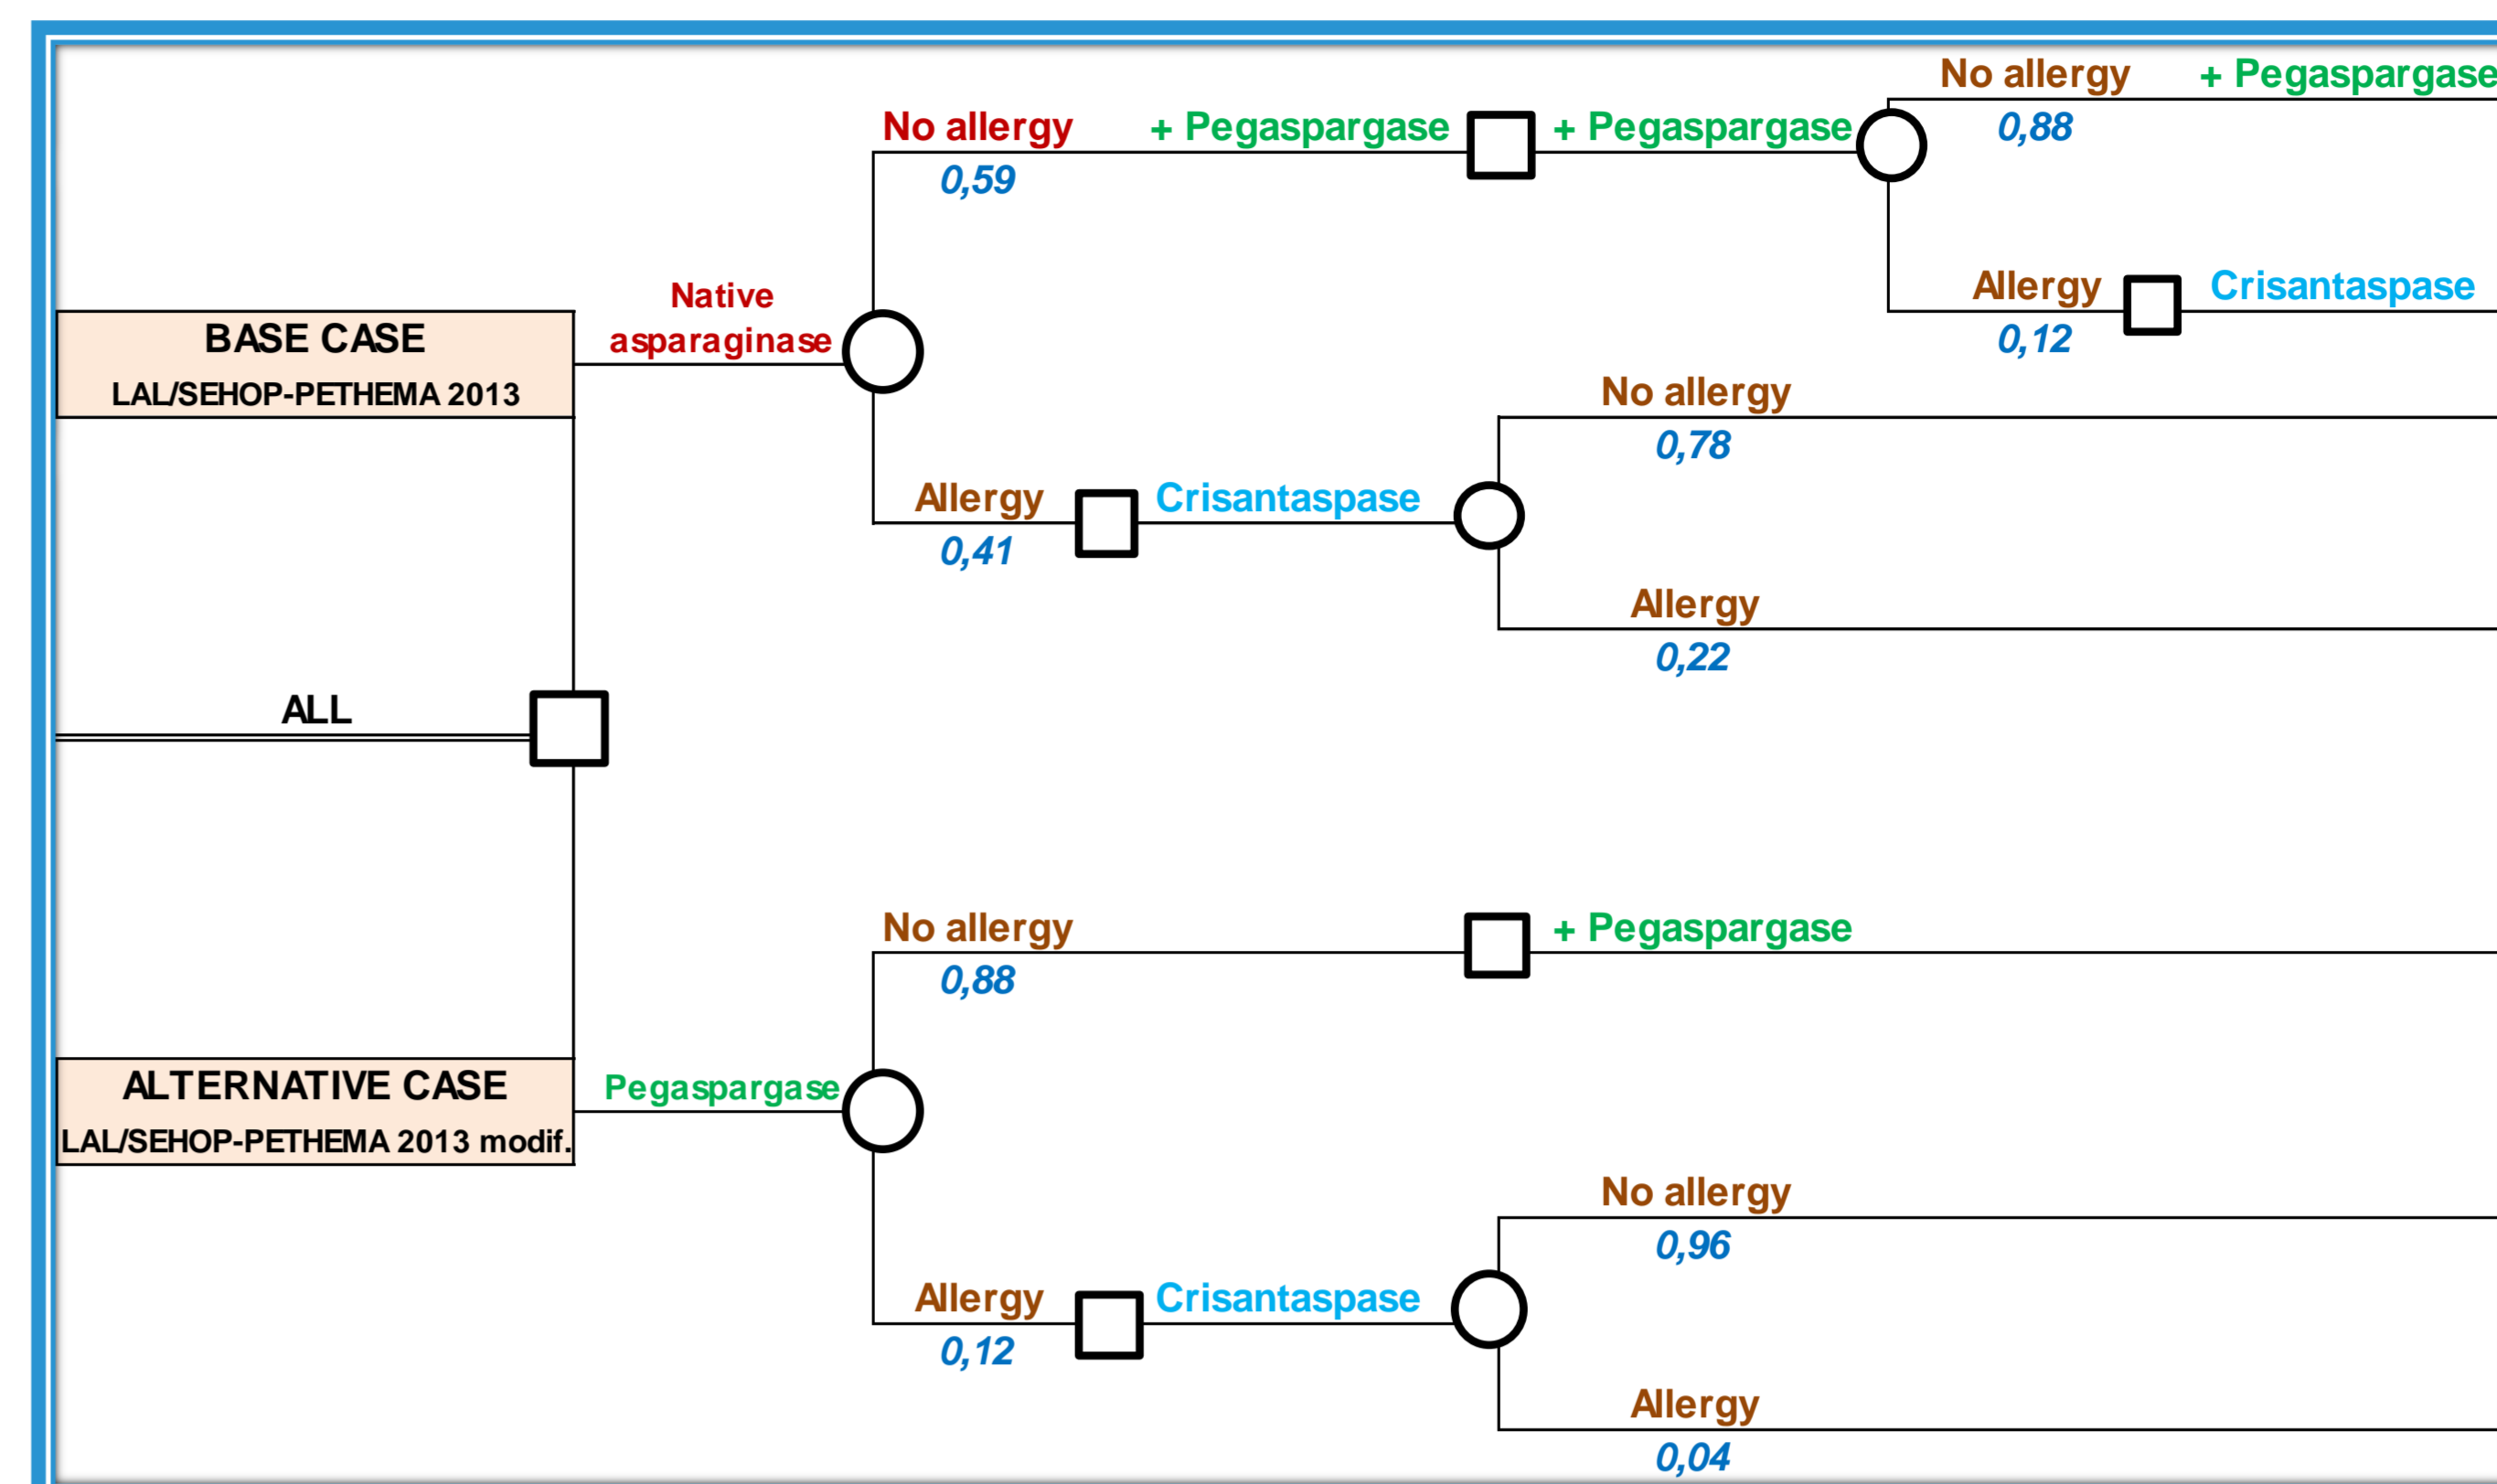 No allergy + Pegaspargase
0,88
No allergy + Pegaspargase + Pegaspargase
0,59
Allergy Crisantaspase
0,12
Native
asparaginase
BASE CASE
LAL/SEHOP-PETHEMA 2013
No allergy
0,78
Allergy Crisantaspase
0,41
Allergy
0,22
ALL
No allergy + Pegaspargase
0,88
ALTERNATIVE CASE
LAL/SEHOP-PETHEMA 2013 modif.
Pegaspargase
No allergy
0,96
Allergy Crisantaspase
0,12
Allergy
0,04